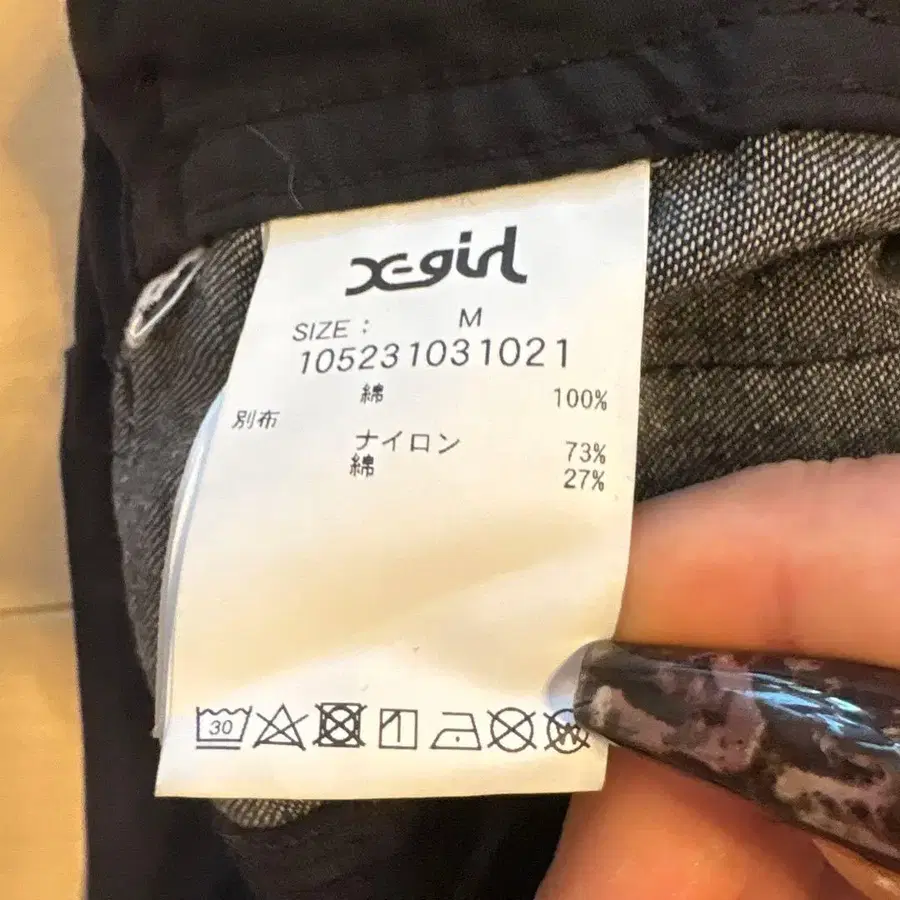 X-girl
SIZE : M
105231031021
綿 100%
別布
ナイロン 73%
綿 27%
30
W